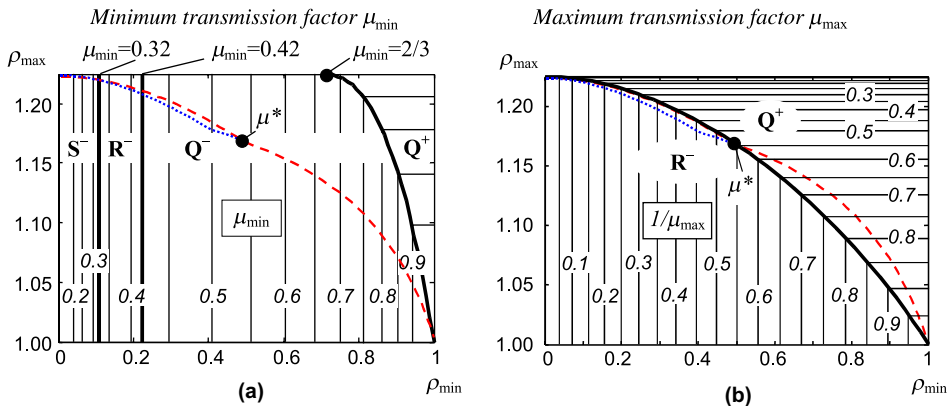 Minimum transmission factor μmin
Maximum transmission factor μmax
ρmax
μmin=0.32
μmin=0.42
μmin=2/3
1.20
1.15
1.10
1.05
1.00
S⁻
R⁻
Q⁻
μ*
Q⁺
μmin
0.2
0.3
0.4
0.5
0.6
0.7
0.8
0.9
0
0.2
0.4
0.6
0.8
1
ρmin
(a)
ρmax
1.20
1.15
1.10
1.05
1.00
0.3
0.4
0.5
0.6
0.7
0.8
0.9
Q⁺
R⁻
μ*
1/μmax
0.1
0.2
0.3
0.4
0.5
0.6
0.7
0.8
0.9
0
0.2
0.4
0.6
0.8
1
ρmin
(b)